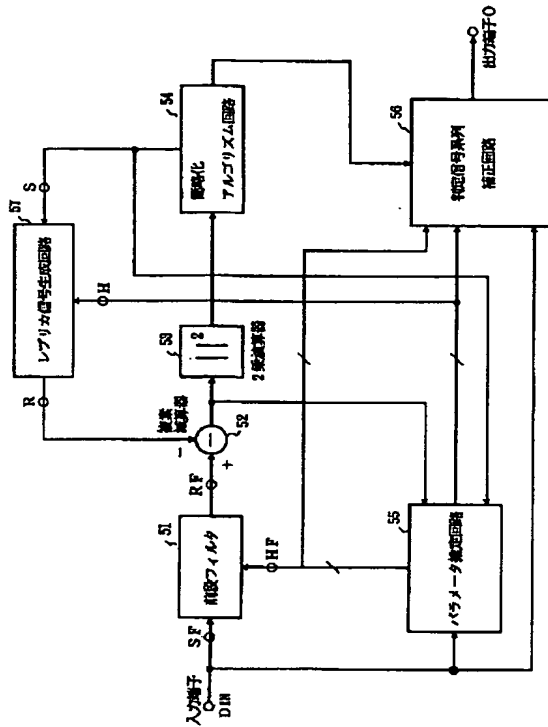 入力端子
DIN
SF
51
前段フィルタ
HF
RF
複素
減算器
−
+
−
52
53
| |²
2乗演算器
54
簡略化
アルゴリズム回路
55
パラメータ推定回路
56
判定信号系列
補正回路
出力端子O
57
レプリカ信号生成回路
R
S
H